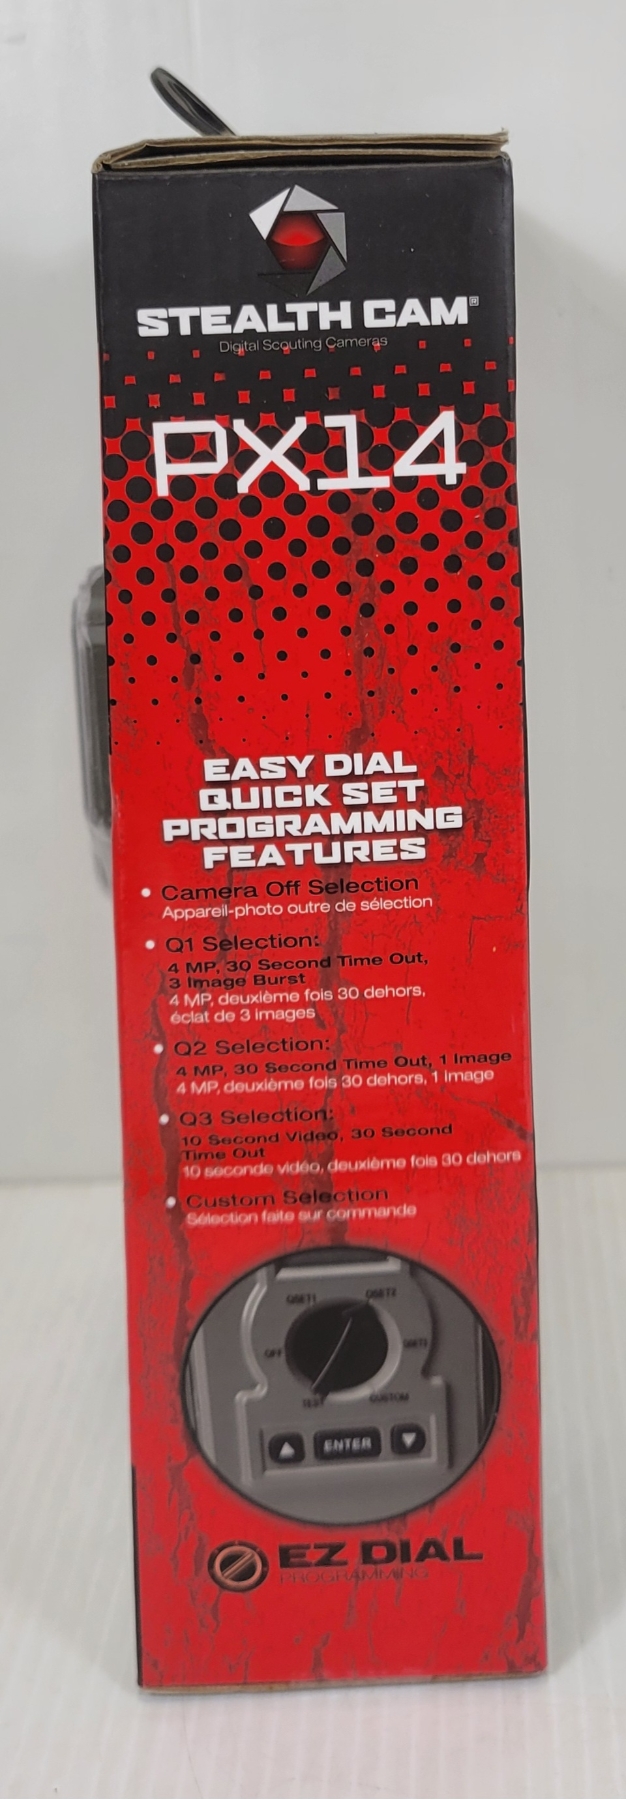 STEALTH CAM®
Digital Scouting Cameras
PX14
EASY DIAL
QUICK SET
PROGRAMMING
FEATURES
• Camera Off Selection
Appareil-photo outre de sélection
• Q1 Selection:
4 MP, 30 Second Time Out,
3 Image Burst
4 MP, deuxième fois 30 dehors,
éclat de 3 images
• Q2 Selection:
4 MP, 30 Second Time Out, 1 Image
4 MP, deuxième fois 30 dehors, 1 image
• Q3 Selection:
10 Second Video, 30 Second
Time Out
10 seconde vidéo, deuxième fois 30 dehors
• Custom Selection
Sélection faite sur commande
QSET1 QSET2
OFF QSET3
TEST CUSTOM
ENTER
EZ DIAL
PROGRAMMING